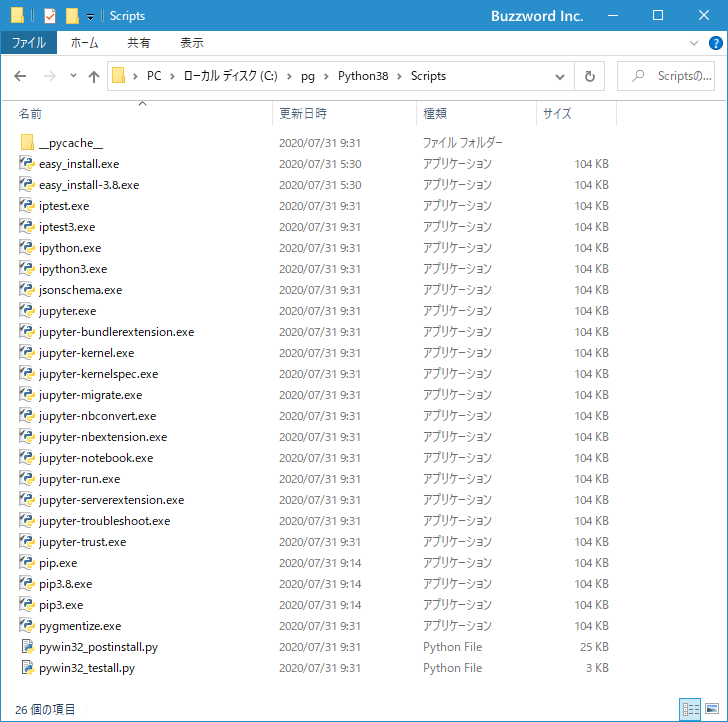 Scripts
Buzzword Inc.
ファイル ホーム 共有 表示
PC ローカル ディスク (C:) pg Python38 Scripts Scriptsの...
名前 更新日時 種類 サイズ
__pycache__ 2020/07/31 9:31 ファイル フォルダー
easy_install.exe 2020/07/31 5:30 アプリケーション 104 KB
easy_install-3.8.exe 2020/07/31 5:30 アプリケーション 104 KB
iptest.exe 2020/07/31 9:31 アプリケーション 104 KB
iptest3.exe 2020/07/31 9:31 アプリケーション 104 KB
ipython.exe 2020/07/31 9:31 アプリケーション 104 KB
ipython3.exe 2020/07/31 9:31 アプリケーション 104 KB
jsonschema.exe 2020/07/31 9:31 アプリケーション 104 KB
jupyter.exe 2020/07/31 9:31 アプリケーション 104 KB
jupyter-bundlerextension.exe 2020/07/31 9:31 アプリケーション 104 KB
jupyter-kernel.exe 2020/07/31 9:31 アプリケーション 104 KB
jupyter-kernelspec.exe 2020/07/31 9:31 アプリケーション 104 KB
jupyter-migrate.exe 2020/07/31 9:31 アプリケーション 104 KB
jupyter-nbconvert.exe 2020/07/31 9:31 アプリケーション 104 KB
jupyter-nbextension.exe 2020/07/31 9:31 アプリケーション 104 KB
jupyter-notebook.exe 2020/07/31 9:31 アプリケーション 104 KB
jupyter-run.exe 2020/07/31 9:31 アプリケーション 104 KB
jupyter-serverextension.exe 2020/07/31 9:31 アプリケーション 104 KB
jupyter-troubleshoot.exe 2020/07/31 9:31 アプリケーション 104 KB
jupyter-trust.exe 2020/07/31 9:31 アプリケーション 104 KB
pip.exe 2020/07/31 9:14 アプリケーション 104 KB
pip3.8.exe 2020/07/31 9:14 アプリケーション 104 KB
pip3.exe 2020/07/31 9:14 アプリケーション 104 KB
pygmentize.exe 2020/07/31 9:31 アプリケーション 104 KB
pywin32_postinstall.py 2020/07/31 9:31 Python File 25 KB
pywin32_testall.py 2020/07/31 9:31 Python File 3 KB
26 個の項目